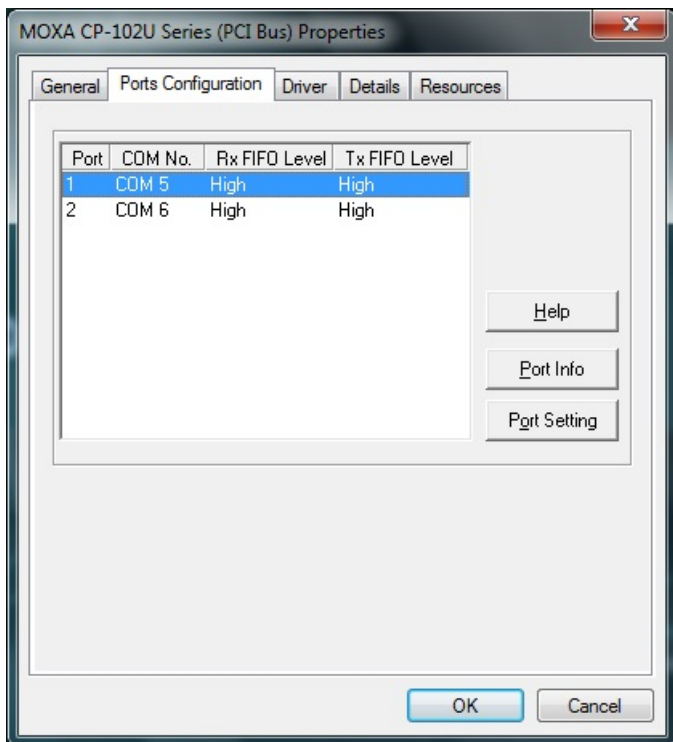 MOXA CP-102U Series (PCI Bus) Properties
General Ports Configuration Driver Details Resources
Port COM No. Rx FIFO Level Tx FIFO Level
1 COM 5 High High
2 COM 6 High High
Help
Port Info
Port Setting
OK Cancel